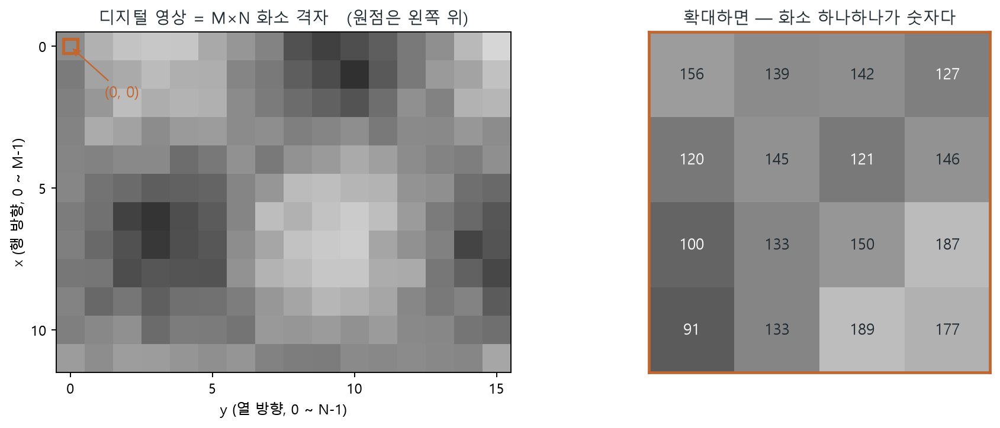 디지털 영상 = M×N 화소 격자 (원점은 왼쪽 위)
(0, 0)
x (행 방향, 0 ~ M-1)
0
5
10
0 5 10 15
y (열 방향, 0 ~ N-1)
확대하면 — 화소 하나하나가 숫자다
156 139 142 127
120 145 121 146
100 133 150 187
91 133 189 177